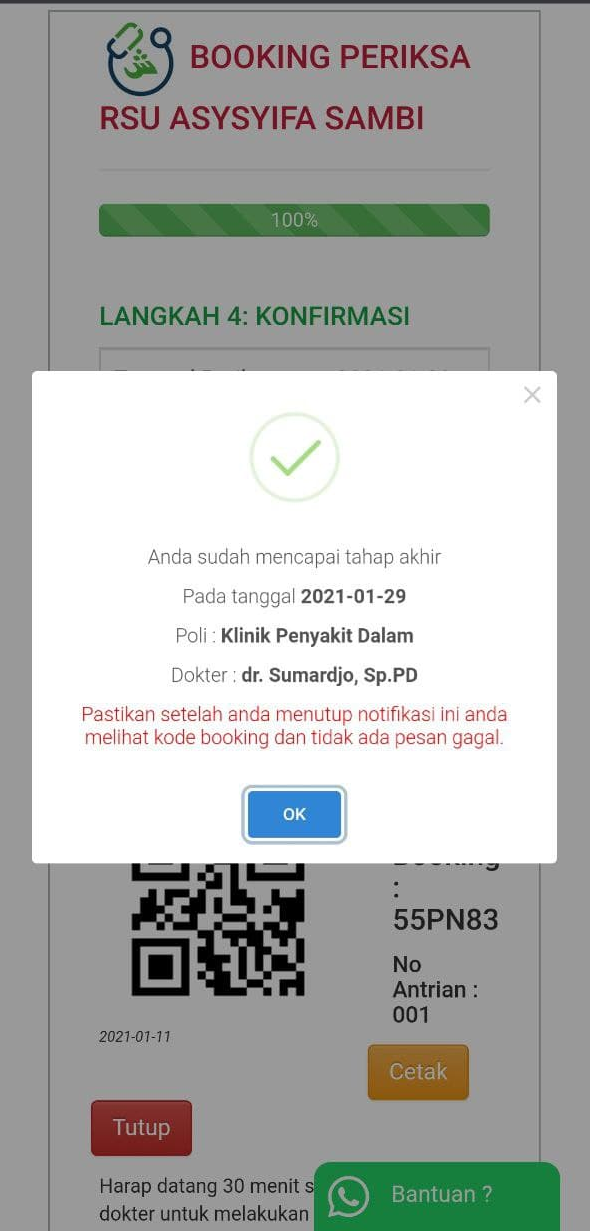 BOOKING PERIKSA
RSU ASYSYIFA SAMBI
100%
LANGKAH 4: KONFIRMASI
×
Anda sudah mencapai tahap akhir
Pada tanggal 2021-01-29
Poli : Klinik Penyakit Dalam
Dokter : dr. Sumardjo, Sp.PD
Pastikan setelah anda menutup notifikasi ini anda
melihat kode booking dan tidak ada pesan gagal.
OK
:
55PN83
No
Antrian :
001
2021-01-11
Cetak
Tutup
Harap datang 30 menit s
dokter untuk melakukan
Bantuan ?